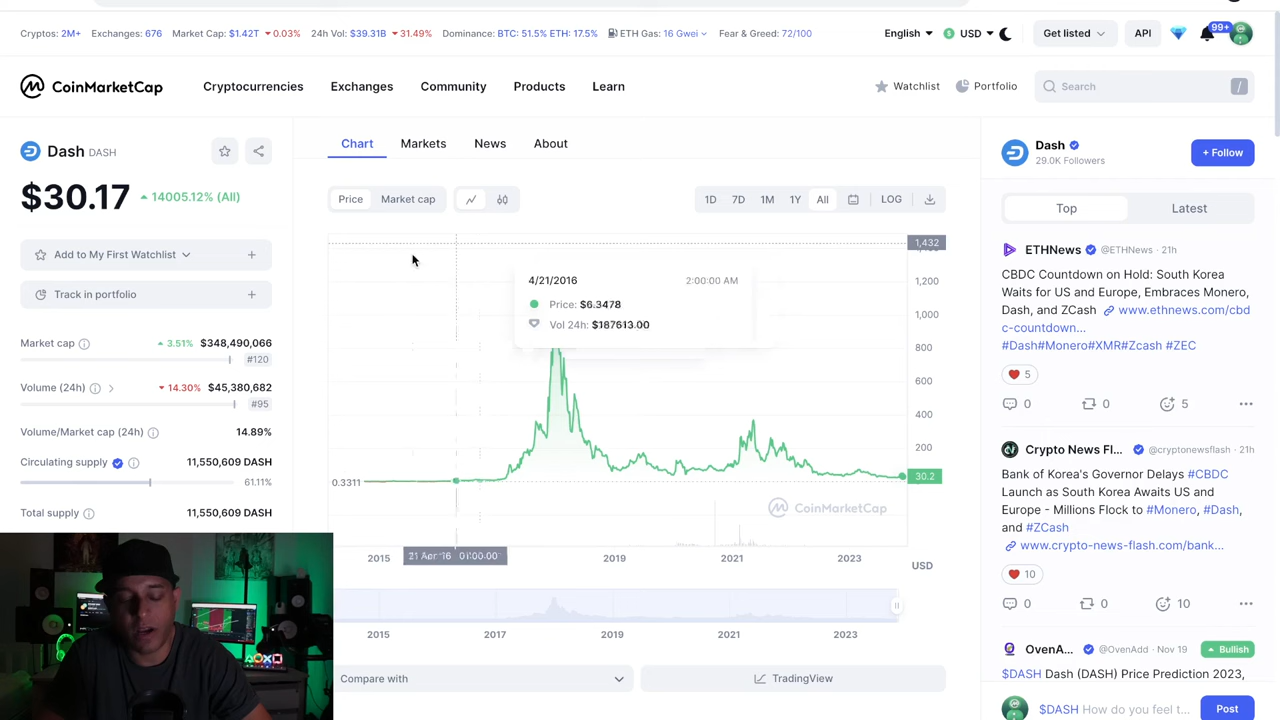 Cryptos: 2M+ Exchanges: 676 Market Cap: $1.42T 0.03% 24h Vol: $39.31B 31.49% Dominance: BTC: 51.5% ETH: 17.5% ETH Gas: 16 Gwei Fear & Greed: 72/100
English USD Get listed API 99+
CoinMarketCap Cryptocurrencies Exchanges Community Products Learn Watchlist Portfolio Search /
Dash DASH
$30.17 14005.12% (All)
Add to My First Watchlist +
Track in portfolio +
Market cap 3.51% $348,490,066
#120
Volume (24h) 14.30% $45,380,682
#95
Volume/Market cap (24h) 14.89%
Circulating supply 11,550,609 DASH
61.11%
Total supply 11,550,609 DASH
Chart Markets News About
Price Market cap 1D 7D 1M 1Y All LOG
1,432
1,200
1,000
800
600
400
200
30.2
4/21/2016 2:00:00 AM
Price: $6.3478
Vol 24h: $187613.00
0.3311
CoinMarketCap
2015 21 Apr '16 01:00:00 2019 2021 2023
USD
2015 2017 2019 2021 2023
Compare with
TradingView
Dash
29.0K Followers
+ Follow
Top Latest
ETHNews @ETHNews · 21h
CBDC Countdown on Hold: South Korea
Waits for US and Europe, Embraces Monero,
Dash, and ZCash www.ethnews.com/cbd
c-countdown...
#Dash#Monero#XMR#Zcash #ZEC
5
0 0 5
Crypto News Fl... @cryptonewsflash · 21h
Bank of Korea's Governor Delays #CBDC
Launch as South Korea Awaits US and
Europe - Millions Flock to #Monero, #Dash,
and #ZCash
www.crypto-news-flash.com/bank...
10
0 0 10
OvenA... @OvenAdd · Nov 19 Bullish
$DASH Dash (DASH) Price Prediction 2023,
$DASH How do you feel t... Post